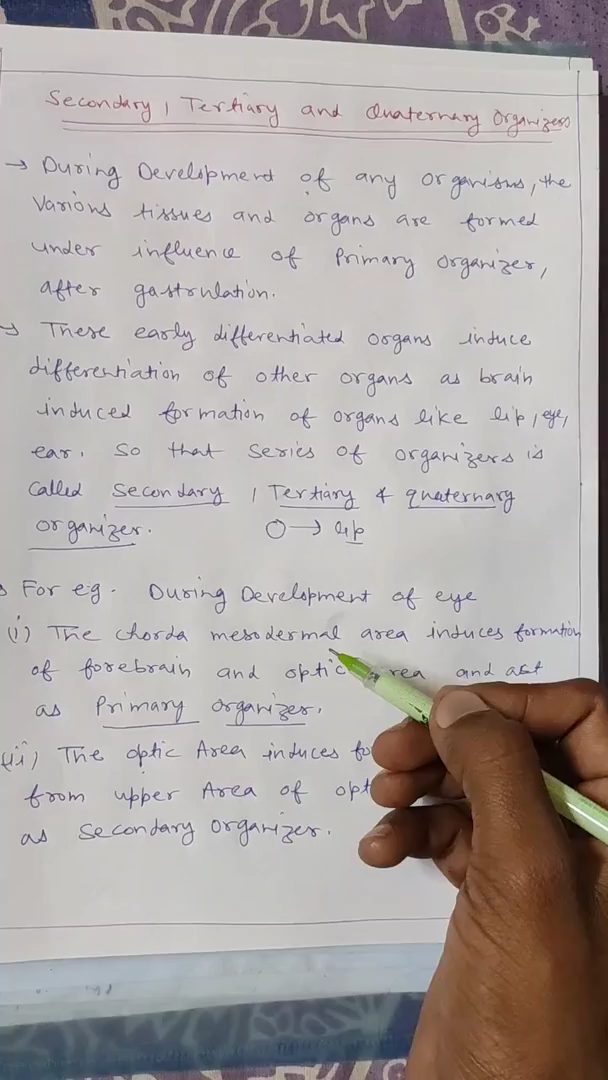 Secondary, Tertiary and Quaternary Organizers
→ During Development of any organisms, the
various tissues and organs are formed
under influence of Primary Organizer,
after gastrulation.
→ These early differentiated organs induce
differentiation of other organs as brain
induced formation of organs like lip, eye,
ear. So that series of organizers is
called Secondary, Tertiary & quaternary
organizer. O → lip
For eg. During Development of eye
(i) The chorda mesodermal area induces formation
of forebrain and optic area and act
as Primary organizer.
(ii) The optic Area induces fo
from upper Area of opt
as Secondary organizer.